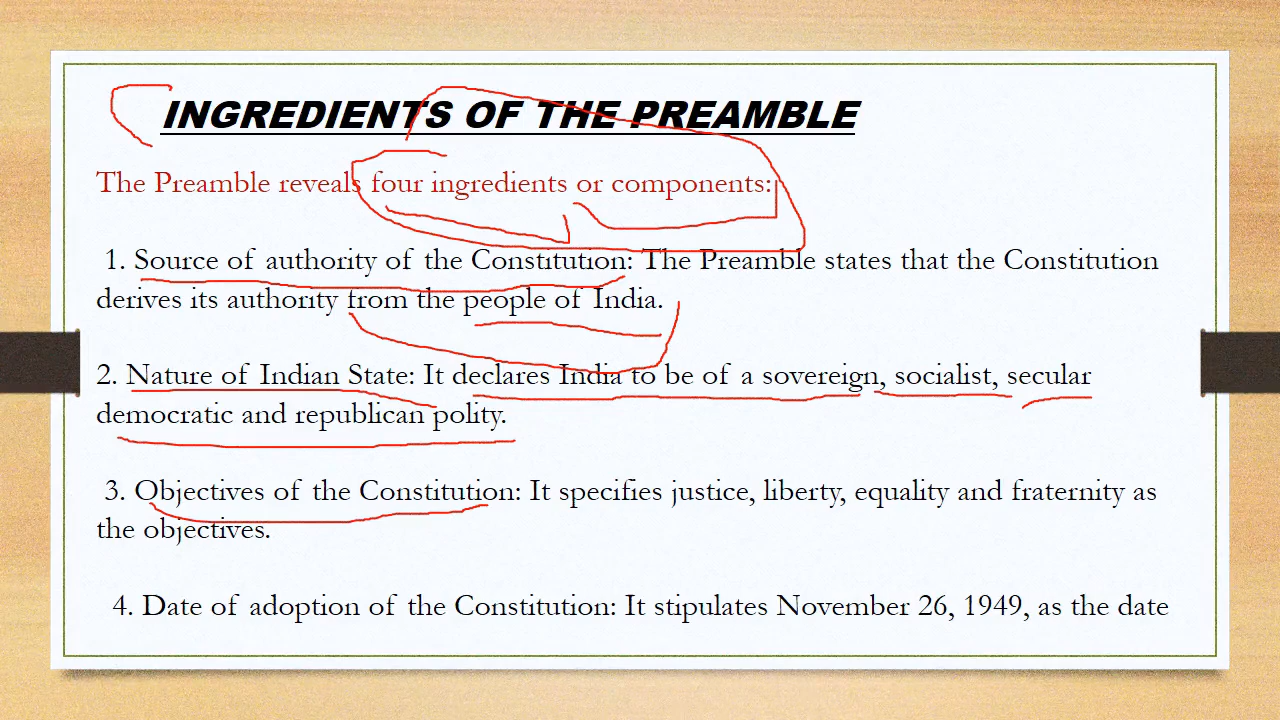 INGREDIENTS OF THE PREAMBLE
The Preamble reveals four ingredients or components:
1. Source of authority of the Constitution: The Preamble states that the Constitution
derives its authority from the people of India.
2. Nature of Indian State: It declares India to be of a sovereign, socialist, secular
democratic and republican polity.
3. Objectives of the Constitution: It specifies justice, liberty, equality and fraternity as
the objectives.
4. Date of adoption of the Constitution: It stipulates November 26, 1949, as the date